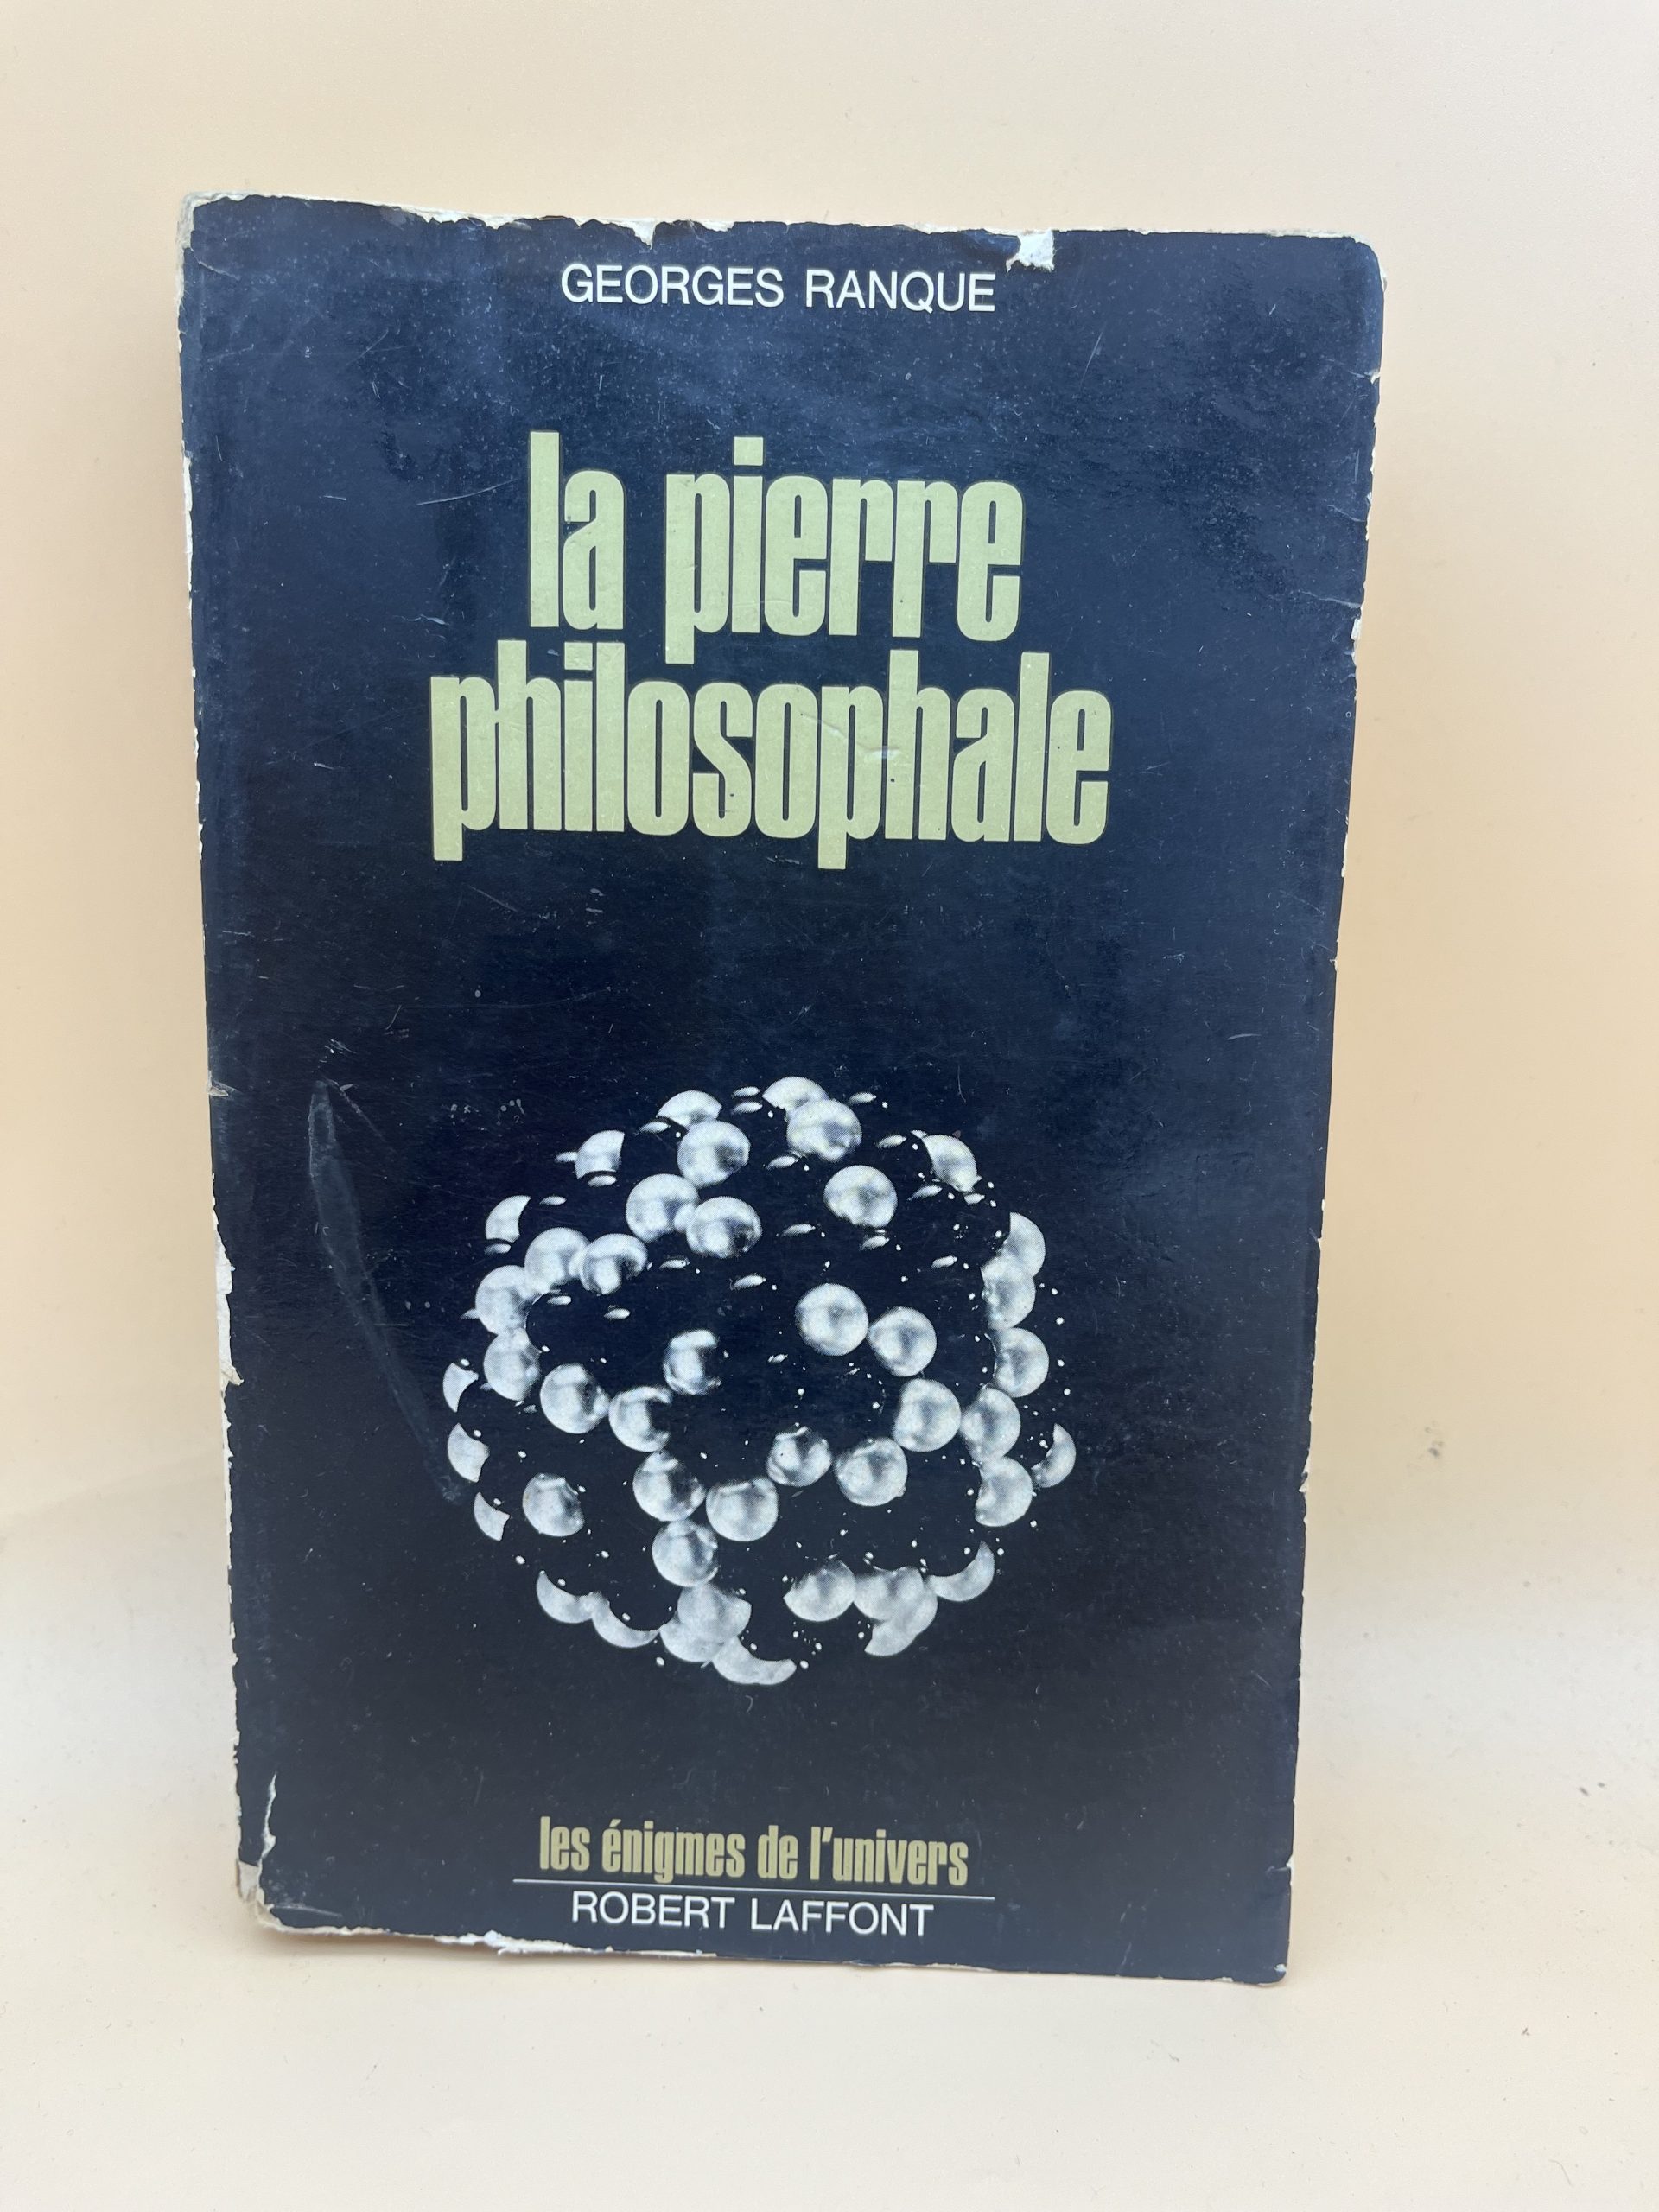 GEORGES RANQUE
la pierre
philosophale
les énigmes de l'univers
ROBERT LAFFONT